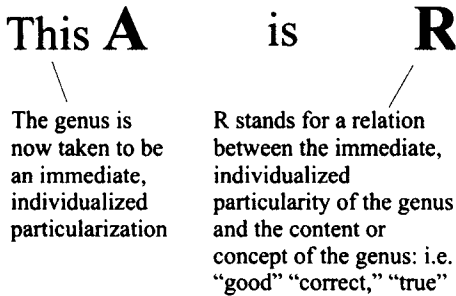 This A is R
The genus is
now taken to be
an immediate,
individualized
particularization
R stands for a relation
between the immediate,
individualized
particularity of the genus
and the content or
concept of the genus: i.e.
“good” “correct,” “true”